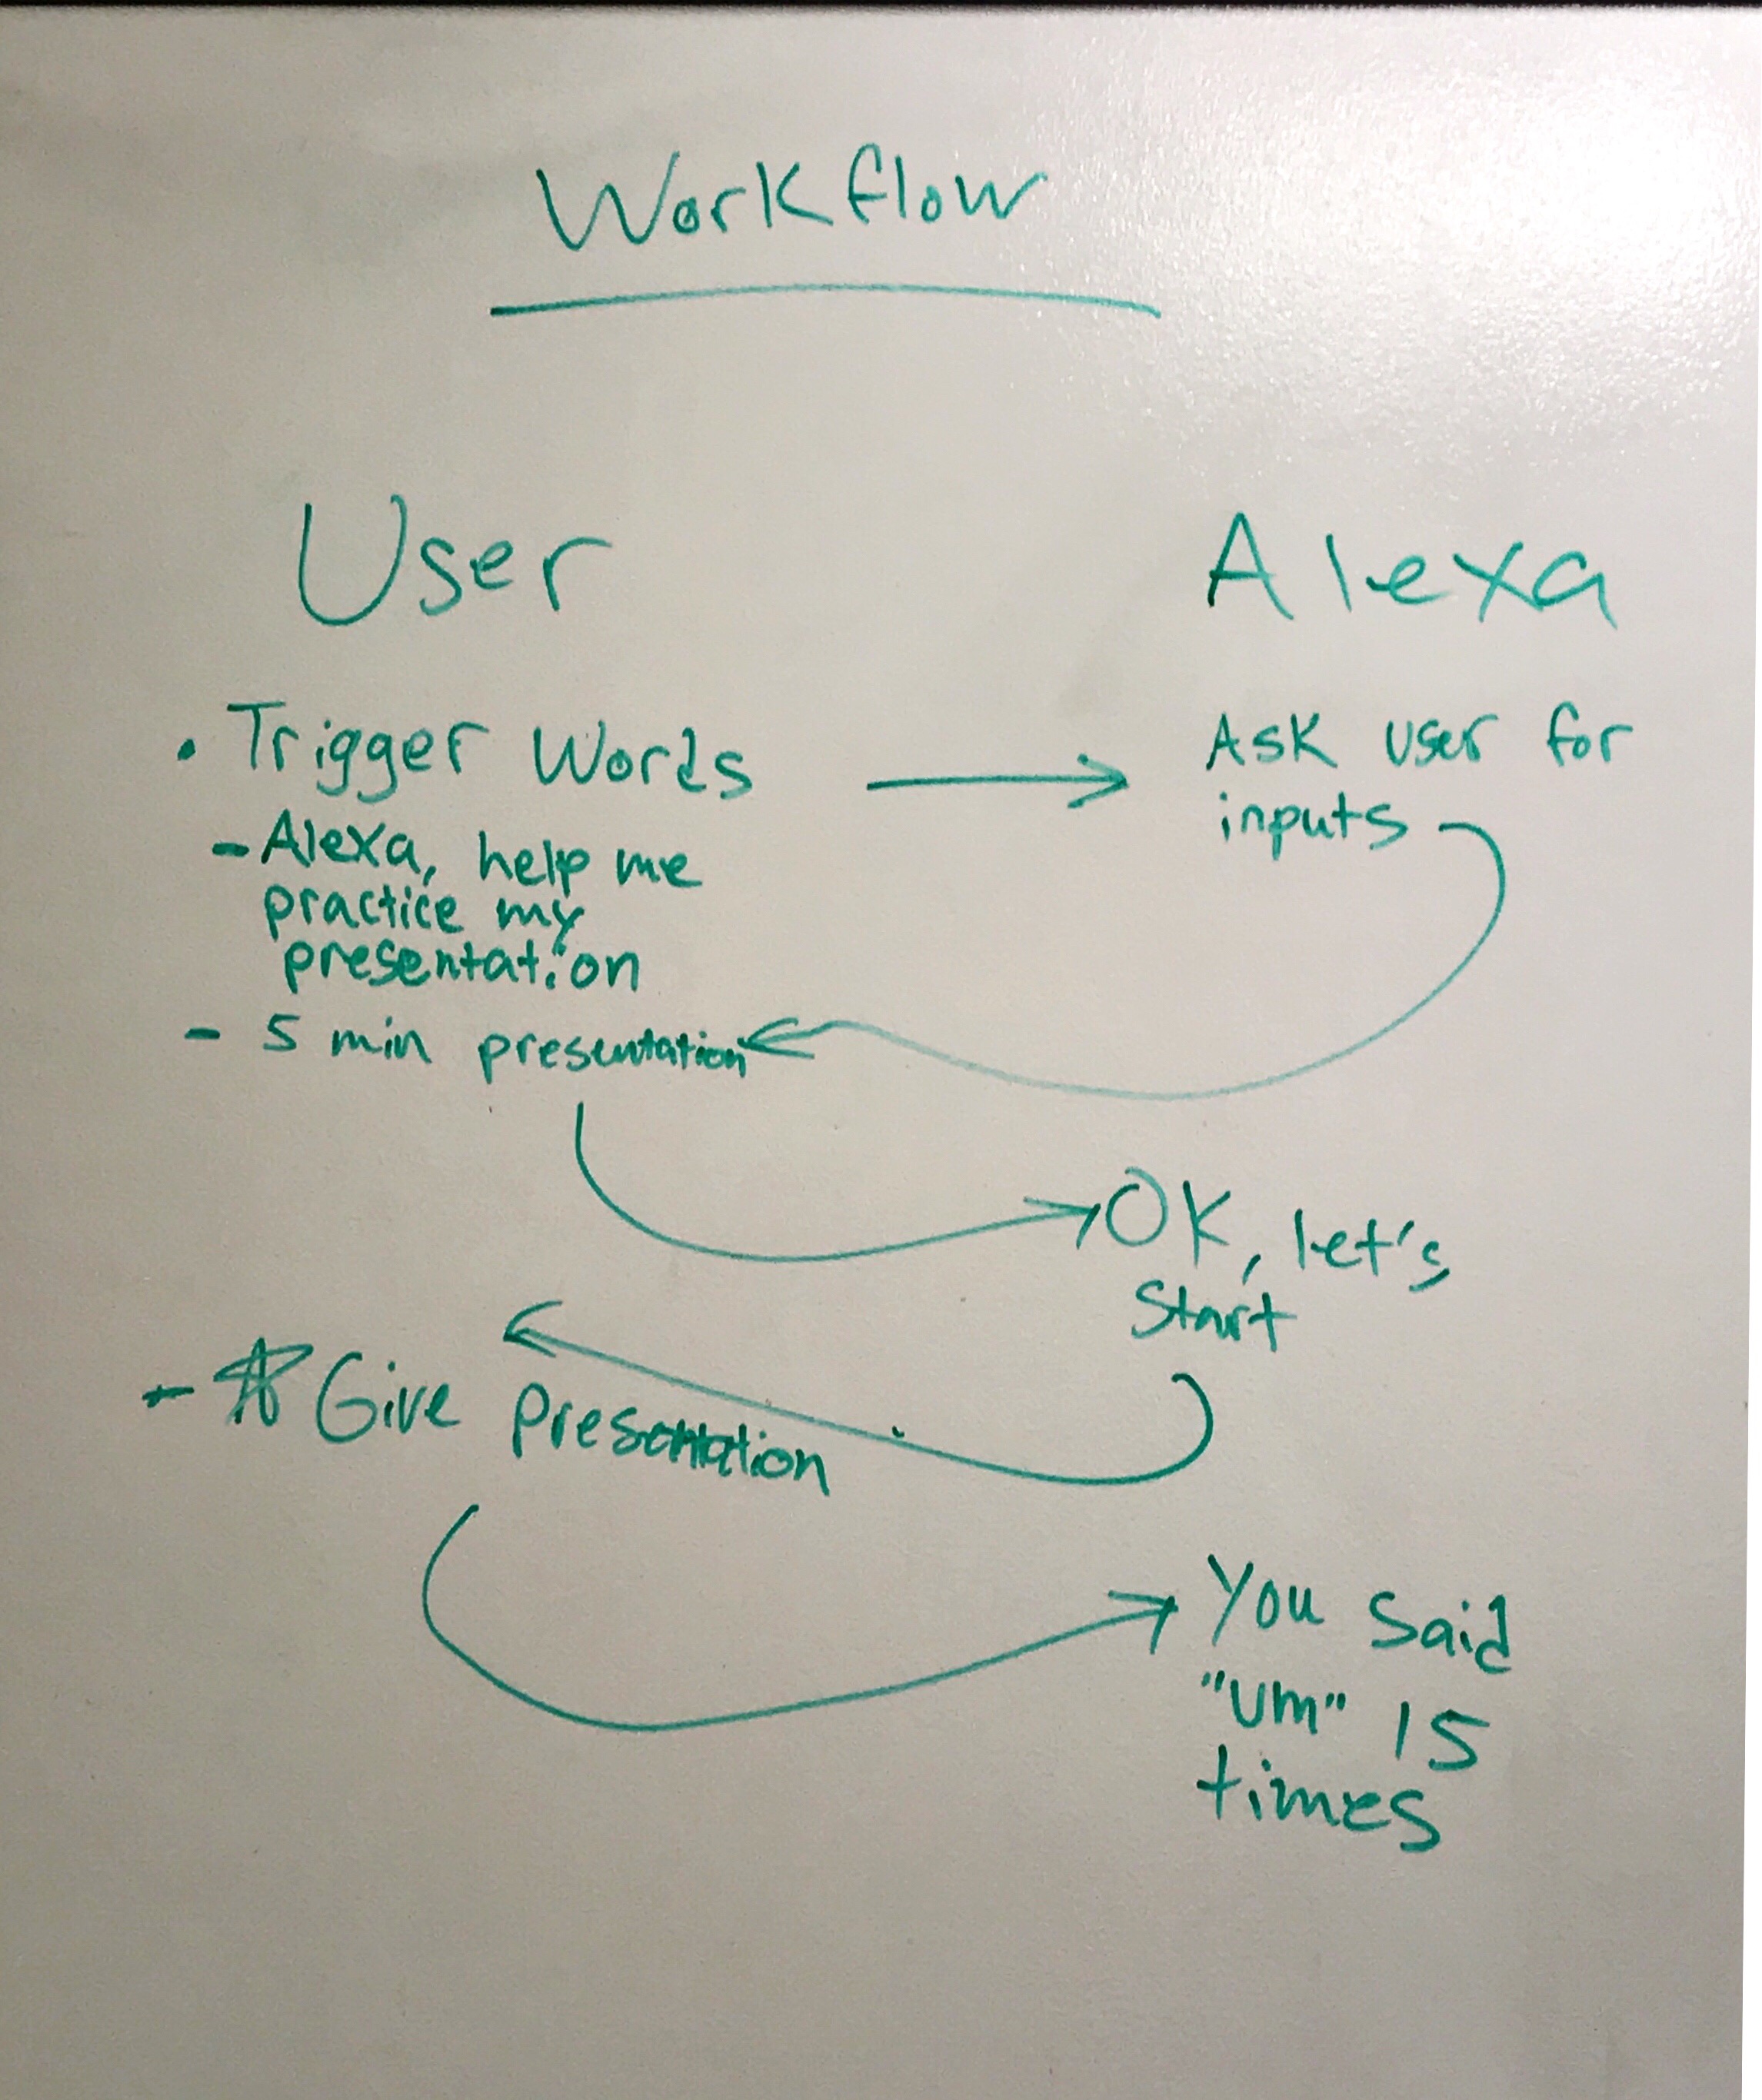 Workflow
User
Alexa
• Trigger Words
Ask user for
inputs
- Alexa, help me
practice my
presentation
- 5 min presentation
OK, let's
Start
- ☆ Give Presentation
You said
"um" 15
times